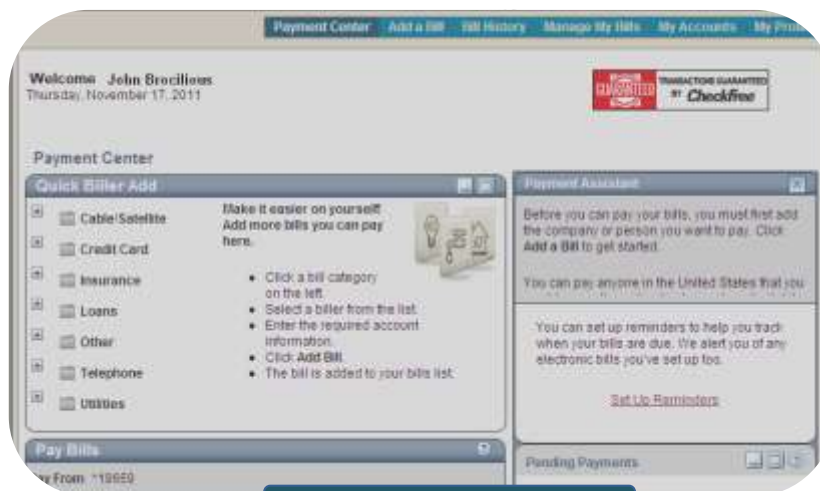 Payment Center Add a Bill Bill History Manage My Bills My Accounts My
Welcome John Brocilious
Thursday, November 17, 2011
GUARANTEED
TRANSACTIONS GUARANTEED
BY Checkfree
Payment Center
Quick Biller Add
Cable/Satellite
Credit Card
Insurance
Loans
Other
Telephone
Utilities
Make it easier on yourself!
Add more bills you can pay
here.
• Click a bill category
on the left.
• Select a biller from the list.
• Enter the required account
information.
• Click Add Bill.
• The bill is added to your bills list.
Payment Assistant
Before you can pay your bills, you must first add
the company or person you want to pay. Click
Add a Bill to get started.
You can pay anyone in the United States that you
You can set up reminders to help you track
when your bills are due. We alert you of any
electronic bills you've set up too.
Set Up Reminders
Pay Bills
From
Pending Payments